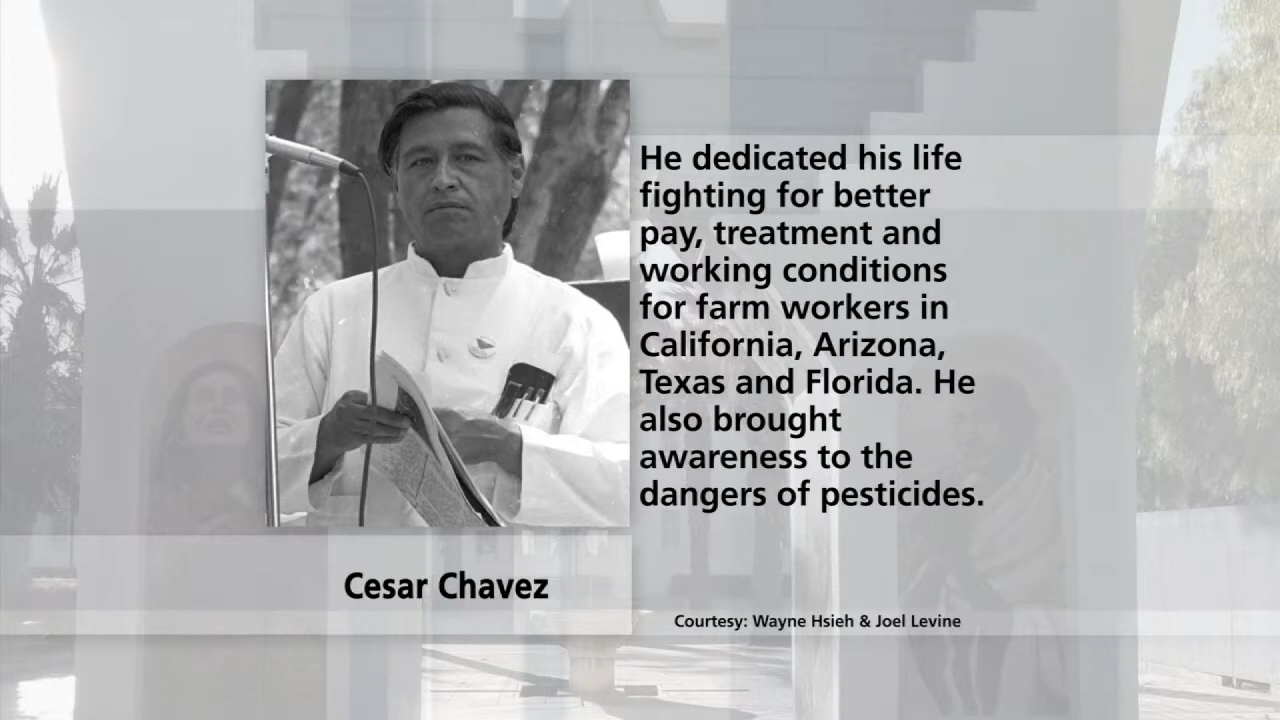 He dedicated his life
fighting for better
pay, treatment and
working conditions
for farm workers in
California, Arizona,
Texas and Florida. He
also brought
awareness to the
dangers of pesticides.
Cesar Chavez
Courtesy: Wayne Hsieh & Joel Levine